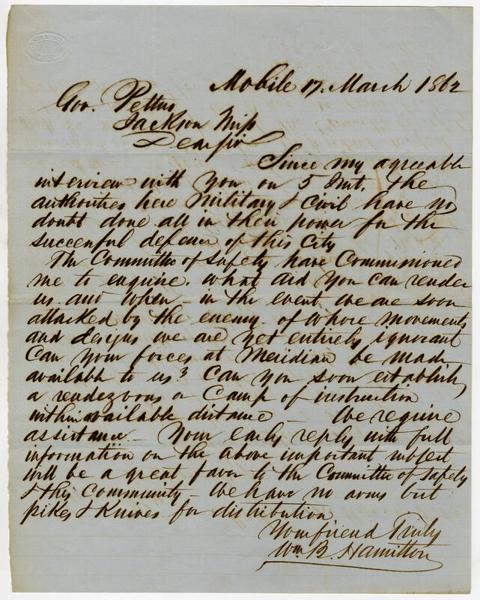 Mobile 17 March 1862
Gov. Pettus
Jackson Miss
Dear Sir
Since my agreeable
interview with you on 5 Inst, the
authorities here Military & Civil have no
doubt done all in their power for the
successful defence of this City
The Committee of Safety have Commissioned
me to enquire, what aid you can render
us and when - in the event we are soon
attacked by the enemy of whose movements
and designs we are yet entirely ignorant
Can your forces at Meridian be made
available to us? Can you soon establish
a rendezvous or Camp of instruction
within available distance - We require
assistance - Your early reply with full
information on the above important subject
will be a great favor to the Committee of Safety
& this Community We have no arms but
pikes & Knives for distribution
Your friend Truly
Wm. B. Hamilton